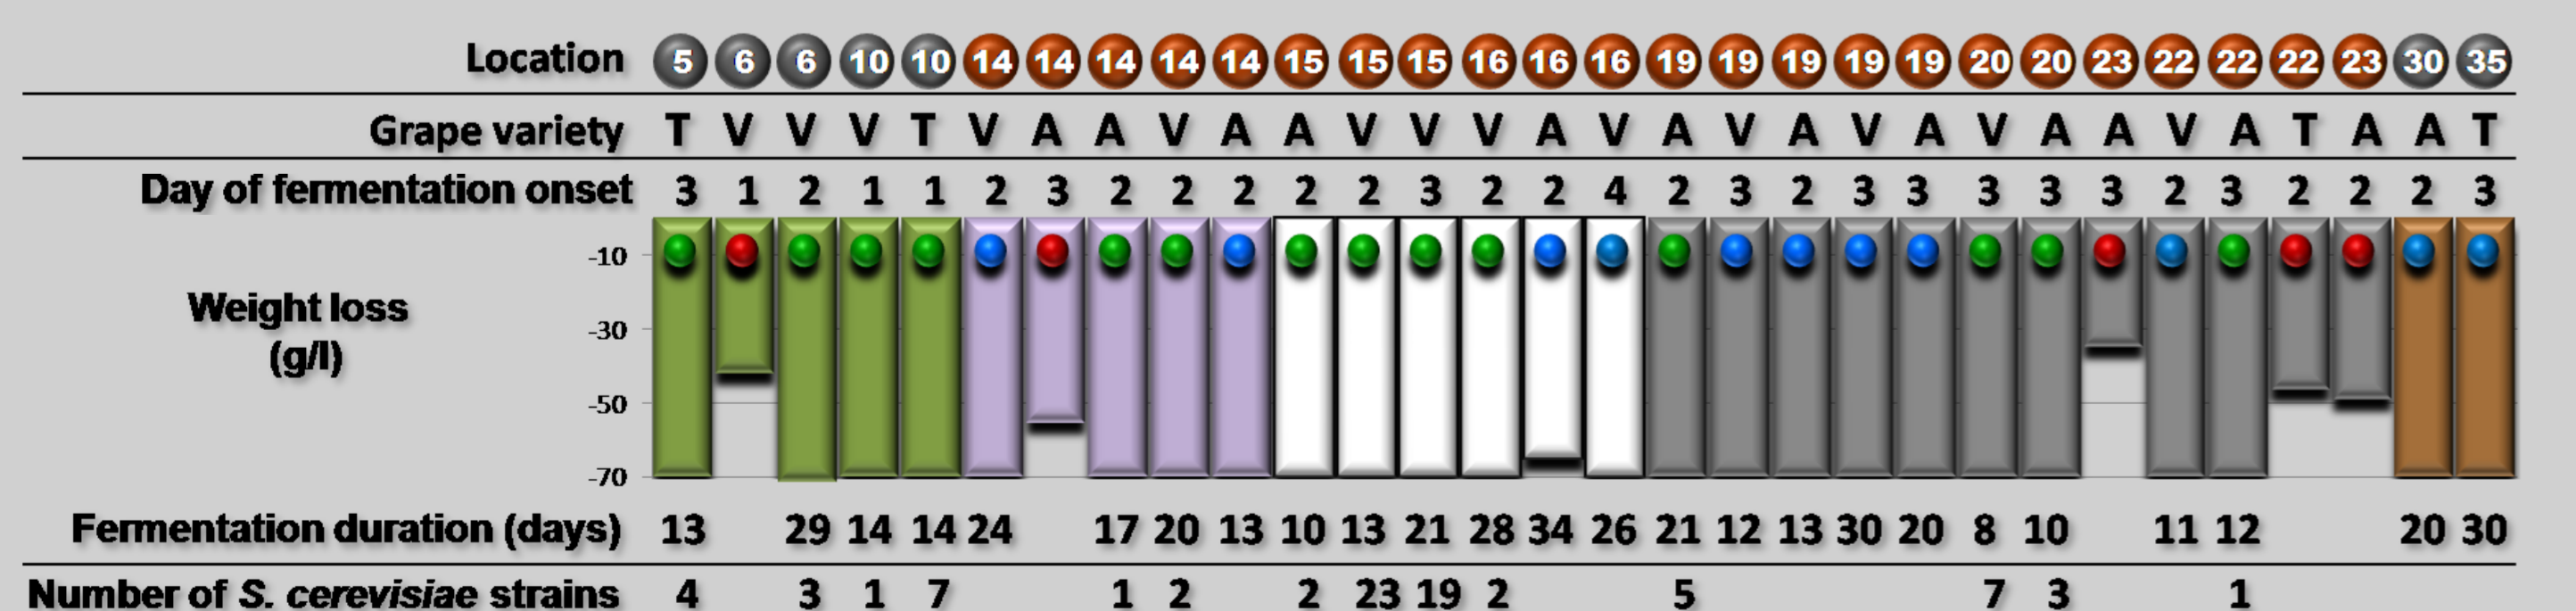 Location 5 6 6 10 10 14 14 14 14 14 15 15 15 16 16 16 19 19 19 19 19 20 20 23 22 22 22 23 30 35
Grape variety T V V V T V A A V A A V V V A V A V A V A V A A V A T A A T
Day of fermentation onset 3 1 2 1 1 2 3 2 2 2 2 2 3 2 2 4 2 3 2 3 3 3 3 3 2 3 2 2 2 3
-10
Weight loss
-30
(g/l)
-50
-70
Fermentation duration (days) 13 29 14 14 24 17 20 13 10 13 21 28 34 26 21 12 13 30 20 8 10 11 12 20 30
Number of S. cerevisiae strains 4 3 1 7 1 2 2 23 19 2 5 7 3 1